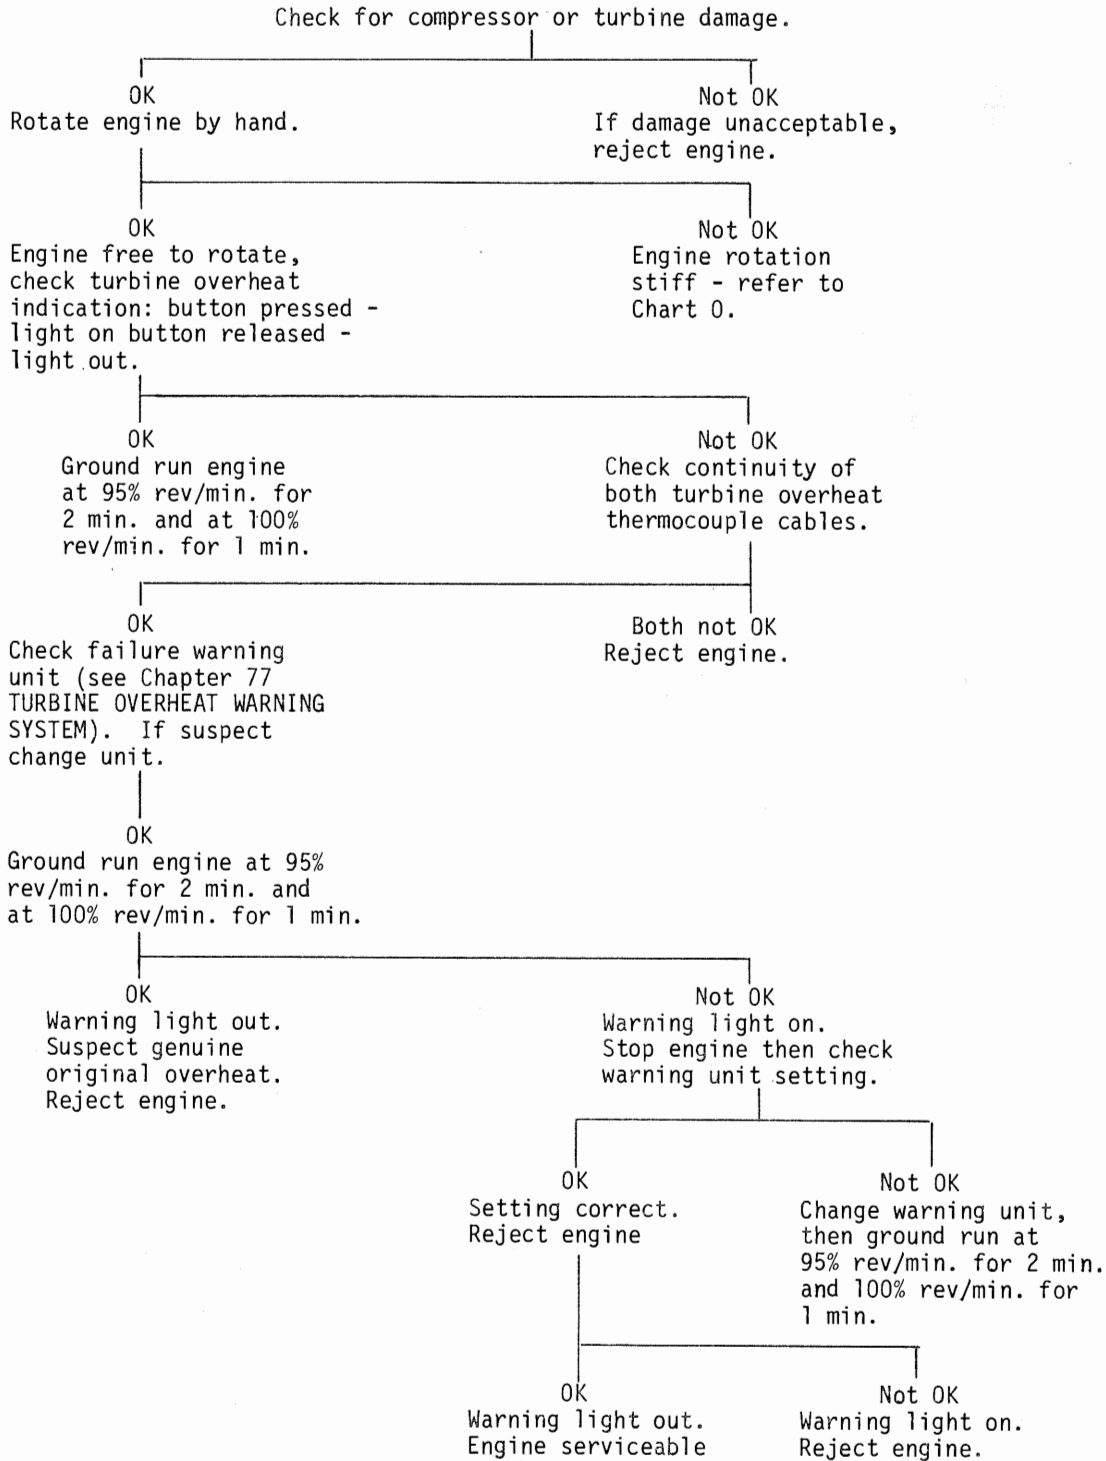 Check for compressor or turbine damage.
OK
Rotate engine by hand.
Not OK
If damage unacceptable,
reject engine.
OK
Engine free to rotate,
check turbine overheat
indication: button pressed -
light on button released -
light out.
Not OK
Engine rotation
stiff - refer to
Chart O.
OK
Ground run engine
at 95% rev/min. for
2 min. and at 100%
rev/min. for 1 min.
Not OK
Check continuity of
both turbine overheat
thermocouple cables.
OK
Check failure warning
unit (see Chapter 77
TURBINE OVERHEAT WARNING
SYSTEM). If suspect
change unit.
Both not OK
Reject engine.
OK
Ground run engine at 95%
rev/min. for 2 min. and
at 100% rev/min. for 1 min.
OK
Warning light out.
Suspect genuine
original overheat.
Reject engine.
Not OK
Warning light on.
Stop engine then check
warning unit setting.
OK
Setting correct.
Reject engine
Not OK
Change warning unit,
then ground run at
95% rev/min. for 2 min.
and 100% rev/min. for
1 min.
OK
Warning light out.
Engine serviceable
Not OK
Warning light on.
Reject engine.